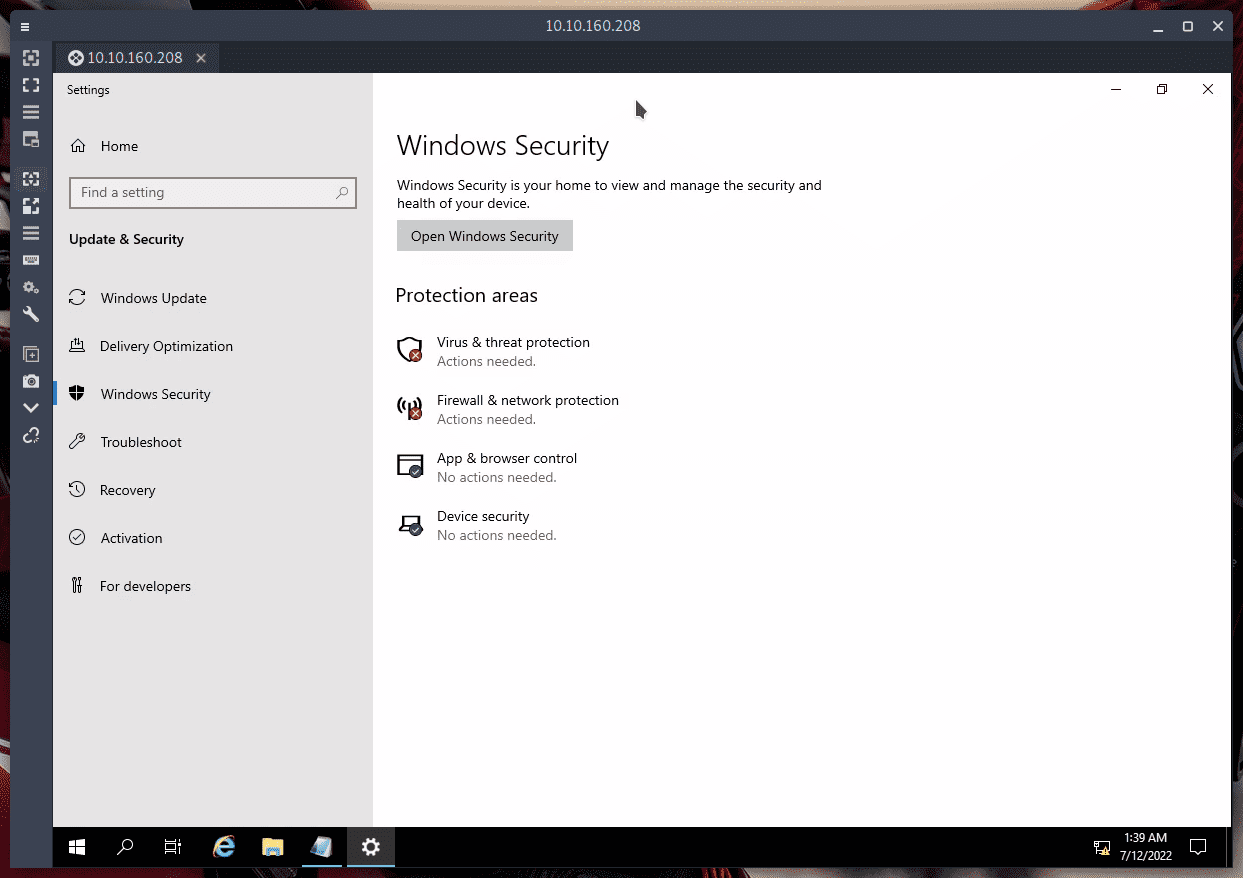 10.10.160.208
10.10.160.208
Settings
Home
Find a setting
Update & Security
Windows Update
Delivery Optimization
Windows Security
Troubleshoot
Recovery
Activation
For developers
Windows Security
Windows Security is your home to view and manage the security and
health of your device.
Open Windows Security
Protection areas
Virus & threat protection
Actions needed.
Firewall & network protection
Actions needed.
App & browser control
No actions needed.
Device security
No actions needed.
1:39 AM
7/12/2022